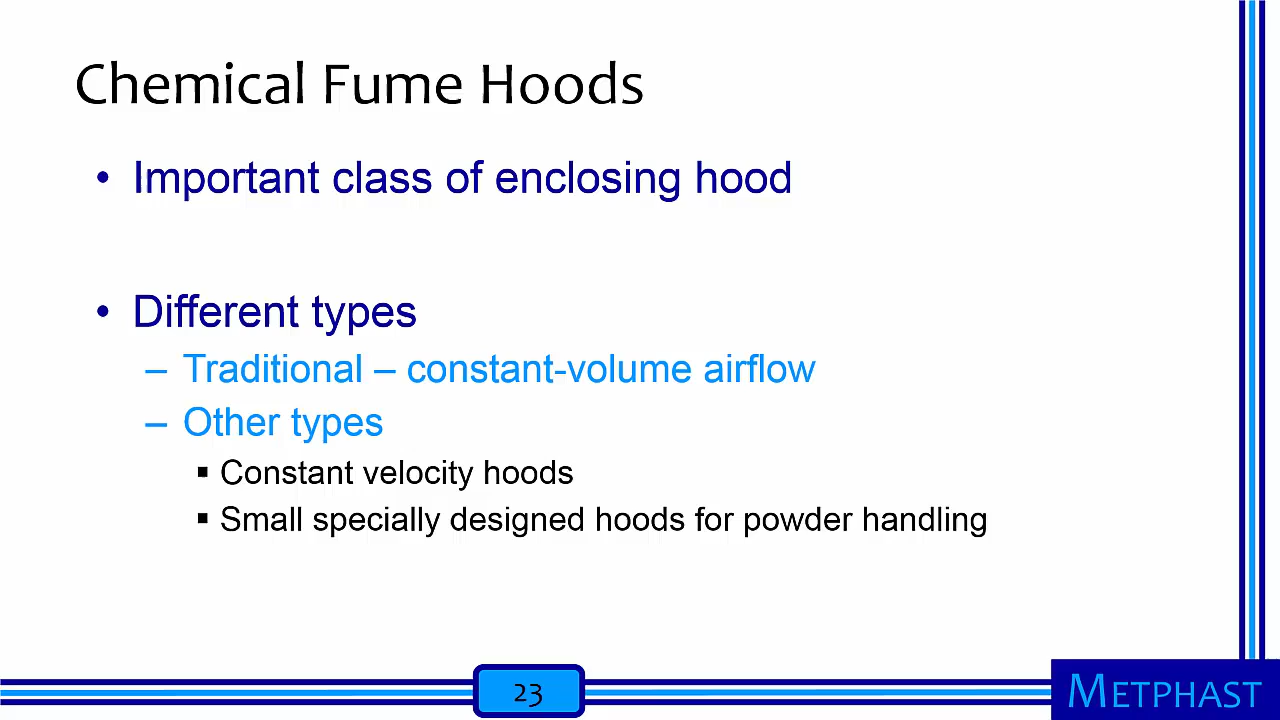 Chemical Fume Hoods
• Important class of enclosing hood
• Different types
– Traditional – constant-volume airflow
– Other types
▪ Constant velocity hoods
▪ Small specially designed hoods for powder handling
23
METPHAST